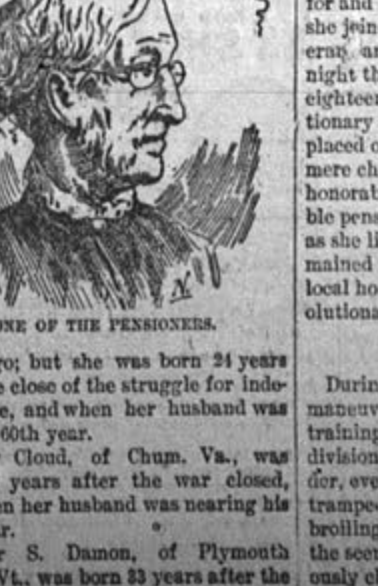 N.
ONE OF THE PENSIONERS.
ro; but she was born 24 years
e close of the struggle for inde-
e, and when her husband was
60th year.
Cloud, of Chum, Va., was
years after the war closed,
en her husband was nearing his
r.
r S. Damon, of Plymouth
Vt., was born 33 years after the
for and
she join
eran, an
night th
eighteen
tionary
placed o
mere ch
honorab
ble pens
as she li
mained
local ho
olutiona
Durin
maneuv
training
division
der, eve
trampe
broiling
the scen
ously cl